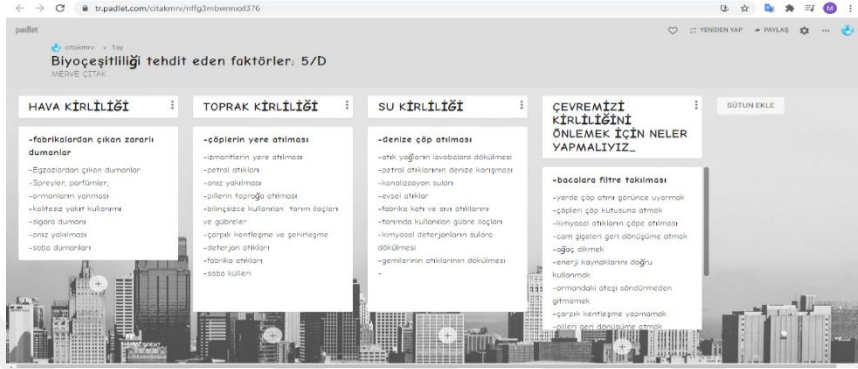 tr.padlet.com/citakmrv/nffg3mbwnnxd376
padlet
YENİDEN YAP
PAYLAŞ
citakmrv
1ay
Biyoçeşitliliği tehdit eden faktörler: 5/D
MERVE ÇITAK
HAVA KİRLİLİĞİ
-fabrikalardan çıkan zararlı
dumanlar
-Egzozlardan çıkan dumanlar
-Spreyler, parfümler,
-ormanların yanması
-kalitesiz yakıt kullanımı
-sigara dumanı
-anız yakılması
-soba dumanları
TOPRAK KİRLİLİĞİ
-çöplerin yere atılması
-izmaritlerin yere atılması
-petrol atıkları
-anız yakılması
-pillerin toprağa atılması
-bilinçsizce kullanılan tarım ilaçları
ve gübreler
-çarpık kentleşme ve şehirleşme
-deterjan atıkları
-fabrika atıkları
-soba külleri
SU KİRLİLİĞİ
-denize çöp atılması
-atık yağların lavabolara dökülmesi
-petrol atıklarının denize karışması
-kanalizasyon suları
-evsel atıklar
-fabrika katı ve sıvı atıklarını
-tarımda kullanılan gübre ilaçları
-kimyasal deterjanların sulara
dökülmesi
-gemilerinin atıklarının dökülmesi
-
ÇEVREMİZİ
KİRLİLİĞİNİ
ÖNLEMEK İÇİN NELER
YAPMALIYIZ_
-bacalara filtre takılması
-yerde çöp atını görünce uyarmak
-çöpleri çöp kutusuna atmak
-kimyasal atıkların çöpe atılması
-cam şişeleri geri dönüşüme atmak
-ağaç dikmek
-enerji kaynaklarını doğru
kullanmak
-ormandaki ateşi söndürmeden
gitmemek
-çarpık kentleşme yapmamak
-pilleri geri dönüşüme atmak
SÜTUN EKLE